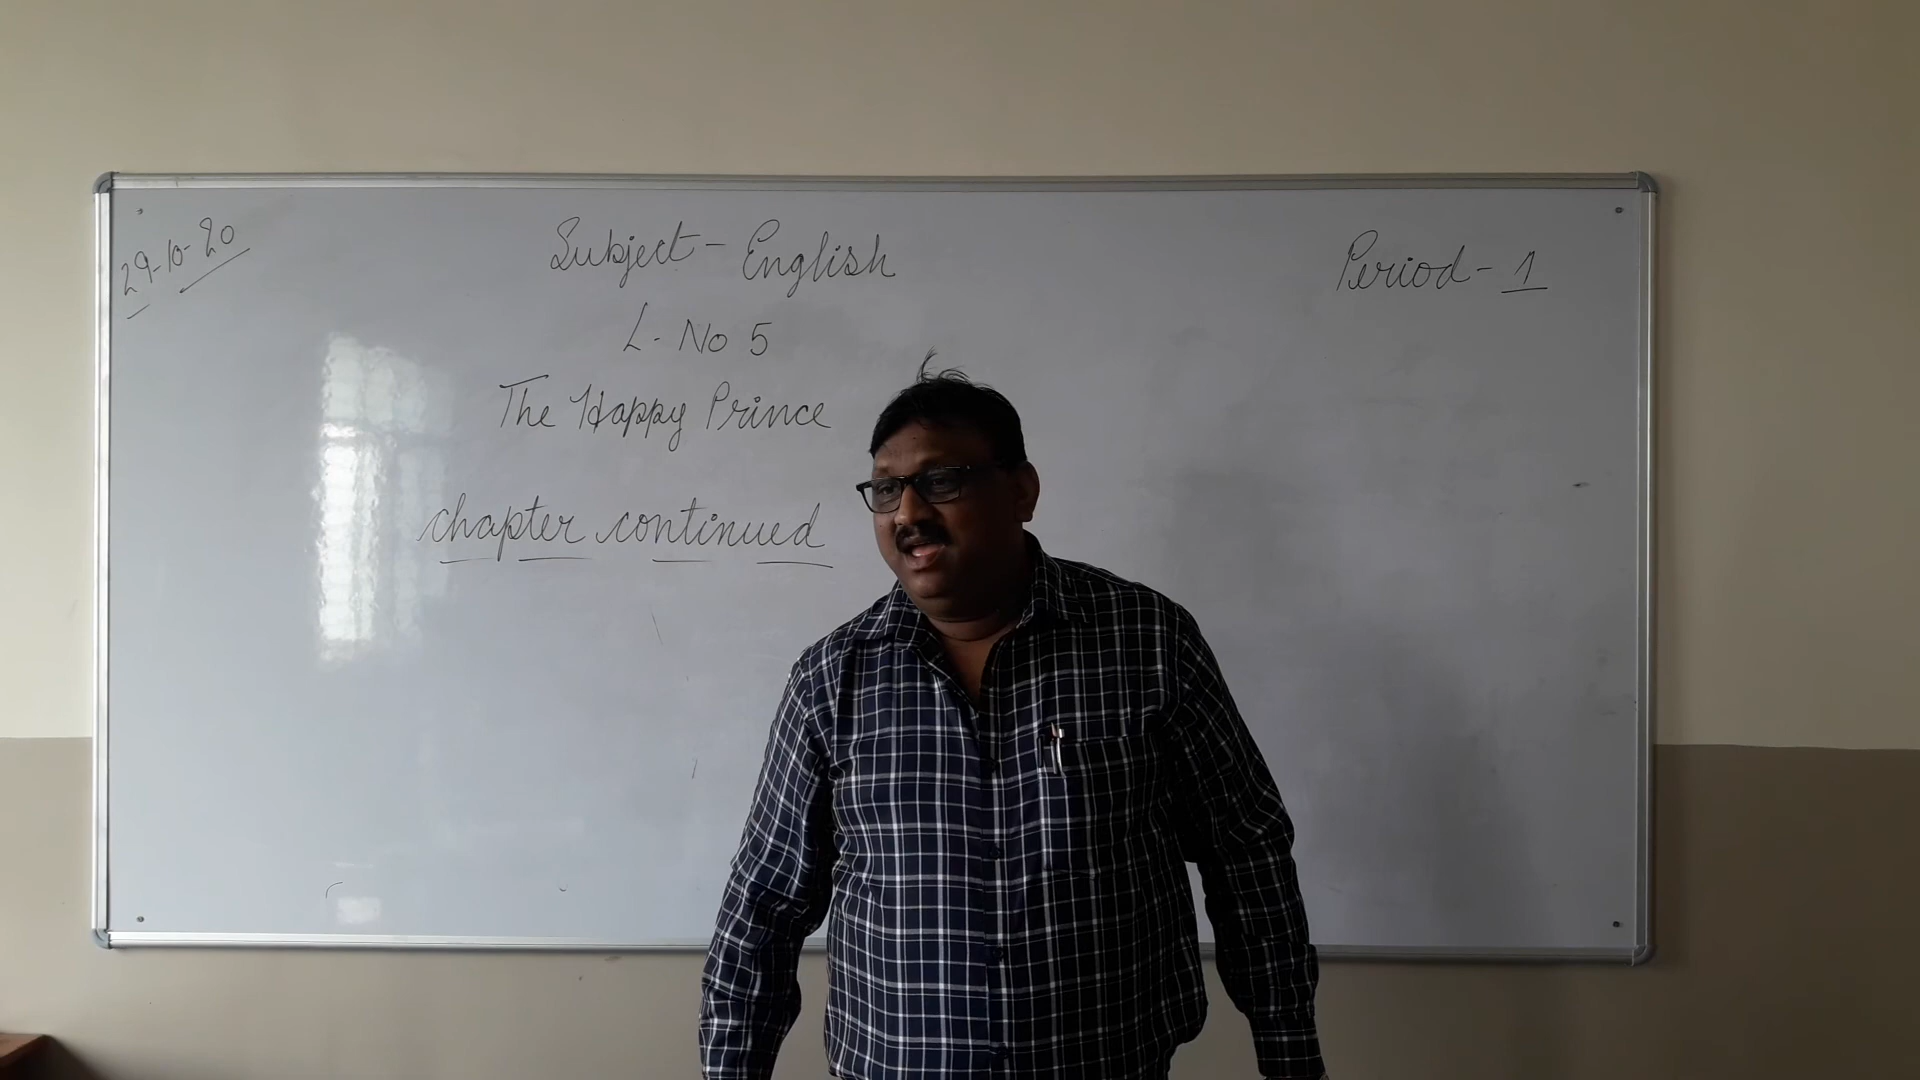 29-10-20
Subject - English
Period - 1
L. No 5
The Happy Prince
chapter continued